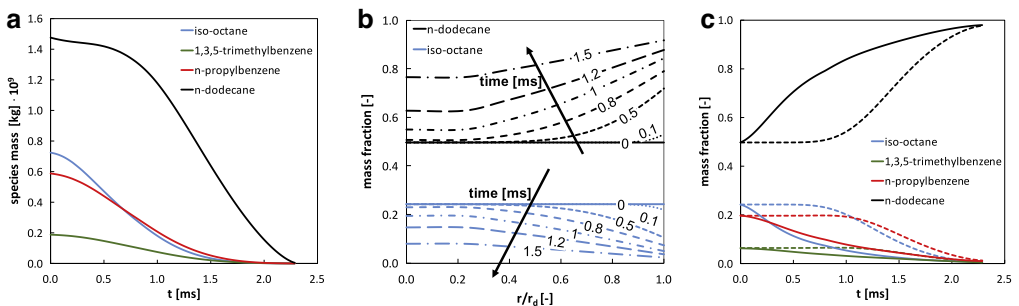 a
species mass [kg] · 10⁹
1.6
1.4
1.2
1.0
0.8
0.6
0.4
0.2
0.0
0.0 0.5 1.0 1.5 2.0 2.5
t [ms]
iso-octane
1,3,5-trimethylbenzene
n-propylbenzene
n-dodecane
b
mass fraction [-]
1.0
0.8
0.6
0.4
0.2
0.0
0.0 0.2 0.4 0.6 0.8 1.0
r/rd [-]
n-dodecane
iso-octane
time [ms]
1.5
1.2
1
0.8
0.5
0.1
0
time [ms]
0
0.1
0.5
0.8
1
1.2
1.5
c
mass fraction [-]
1.0
0.8
0.6
0.4
0.2
0.0
0.0 0.5 1.0 1.5 2.0 2.5
t [ms]
iso-octane
1,3,5-trimethylbenzene
n-propylbenzene
n-dodecane